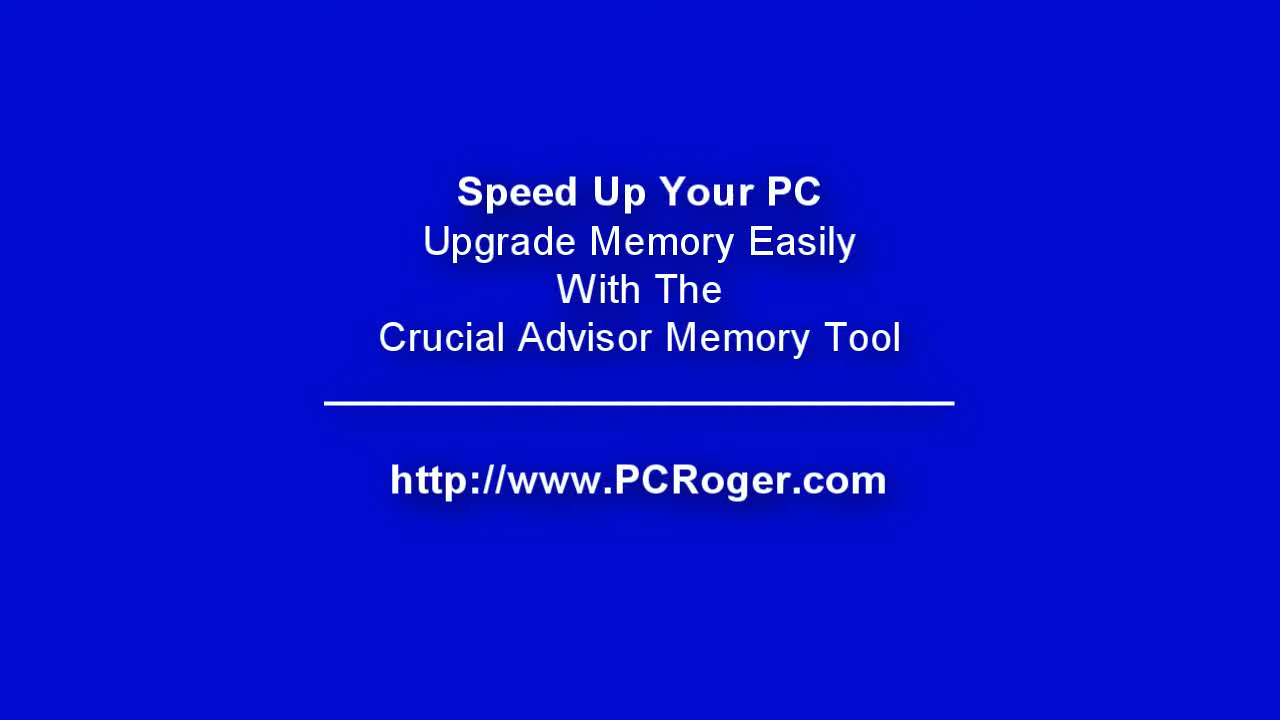 Speed Up Your PC
Upgrade Memory Easily
With The
Crucial Advisor Memory Tool
http://www.PCRoger.com